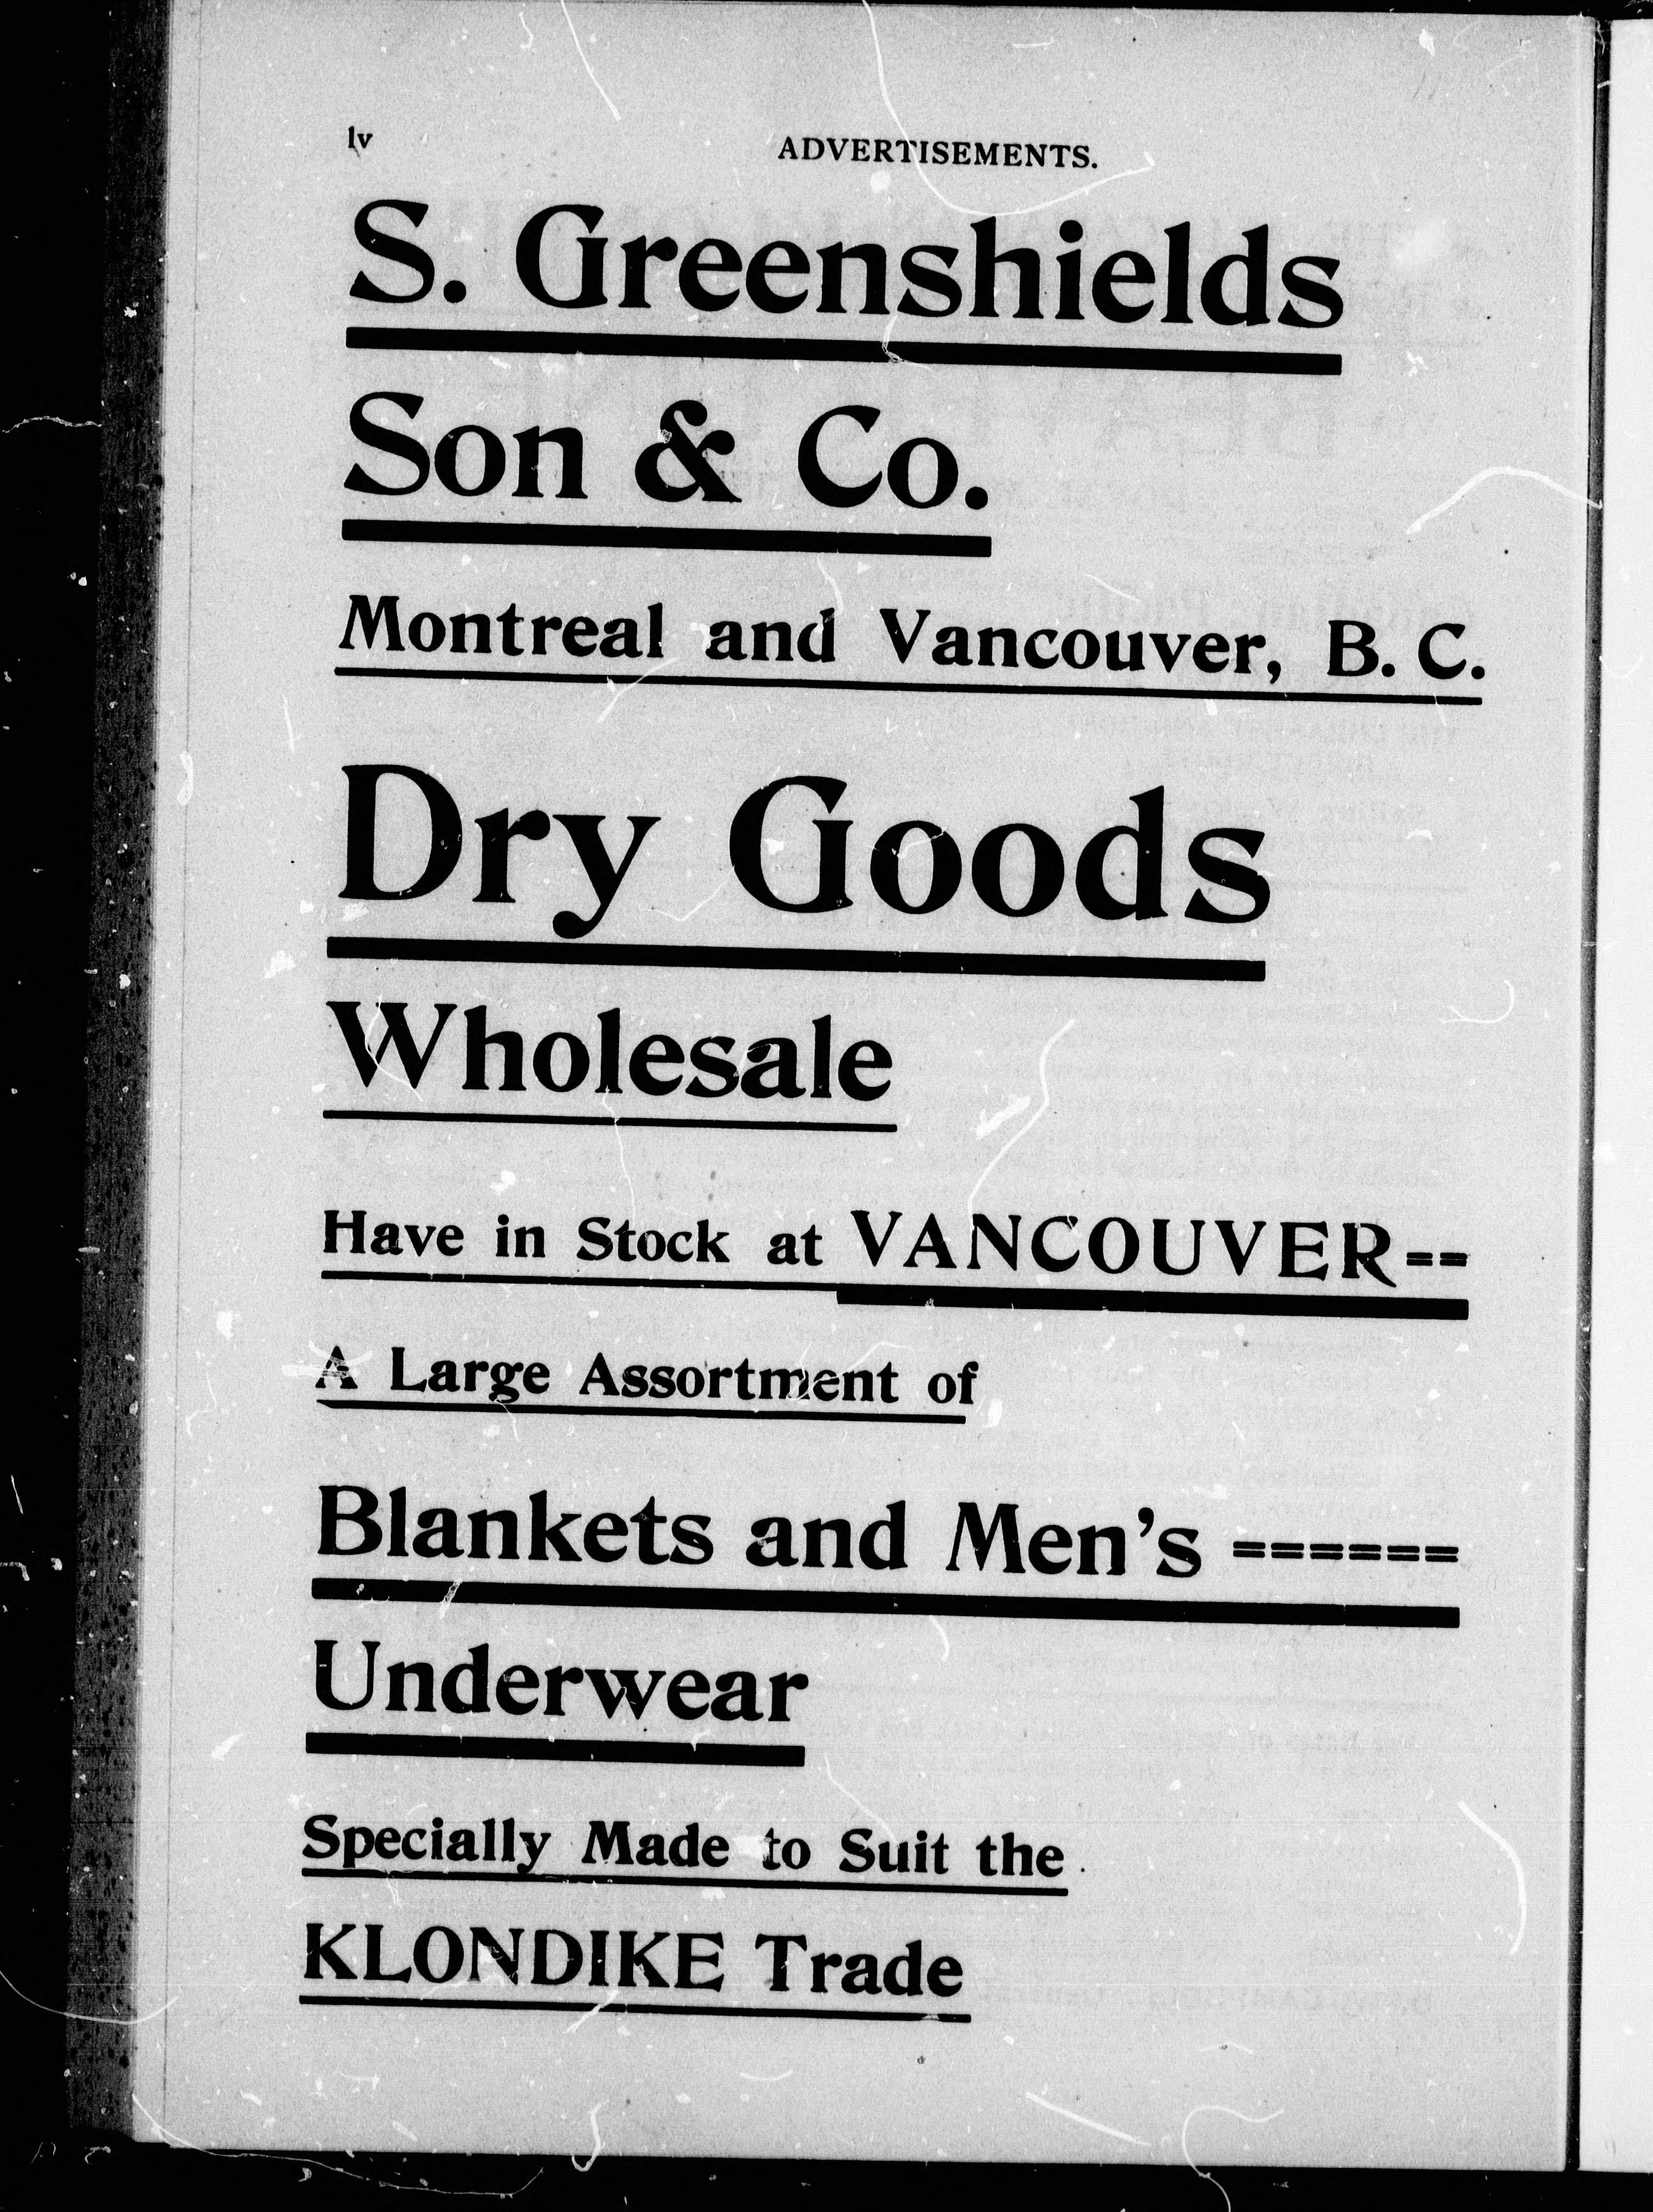 lv
ADVERTISEMENTS.
S. Greenshields
Son & Co.
Montreal and Vancouver, B. C.
Dry Goods
Wholesale
Have in Stock at VANCOUVER--
A Large Assortment of
Blankets and Men's ------
Underwear
Specially Made to Suit the
KLONDIKE Trade